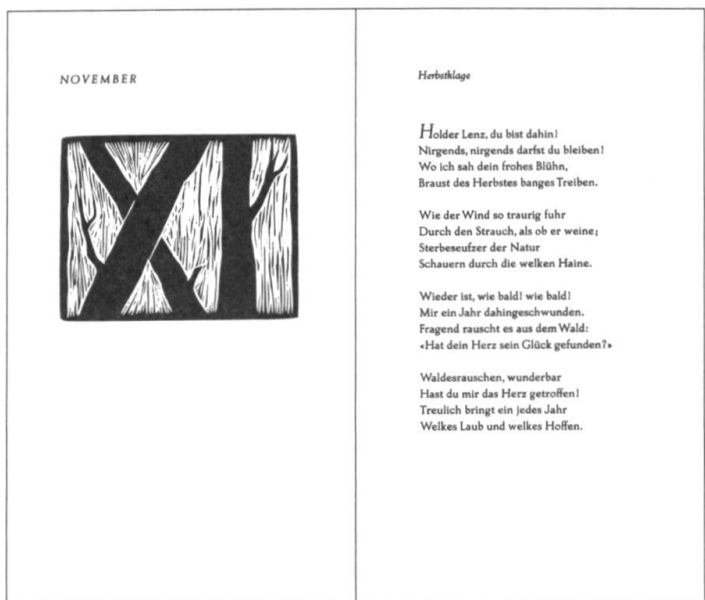 NOVEMBER
XI
Herbstklage
Holder Lenz, du bist dahin!
Nirgends, nirgends darfst du bleiben!
Wo ich sah dein frohes Blühn,
Braust des Herbstes banges Treiben.
Wie der Wind so traurig fuhr
Durch den Strauch, als ob er weine;
Sterbeseufzer der Natur
Schauern durch die welken Haine.
Wieder ist, wie bald! wie bald!
Mir ein Jahr dahingeschwunden.
Fragend rauscht es aus dem Wald:
«Hat dein Herz sein Glück gefunden?»
Waldesrauschen, wunderbar
Hast du mir das Herz getroffen!
Treulich bringt ein jedes Jahr
Welkes Laub und welkes Hoffen.